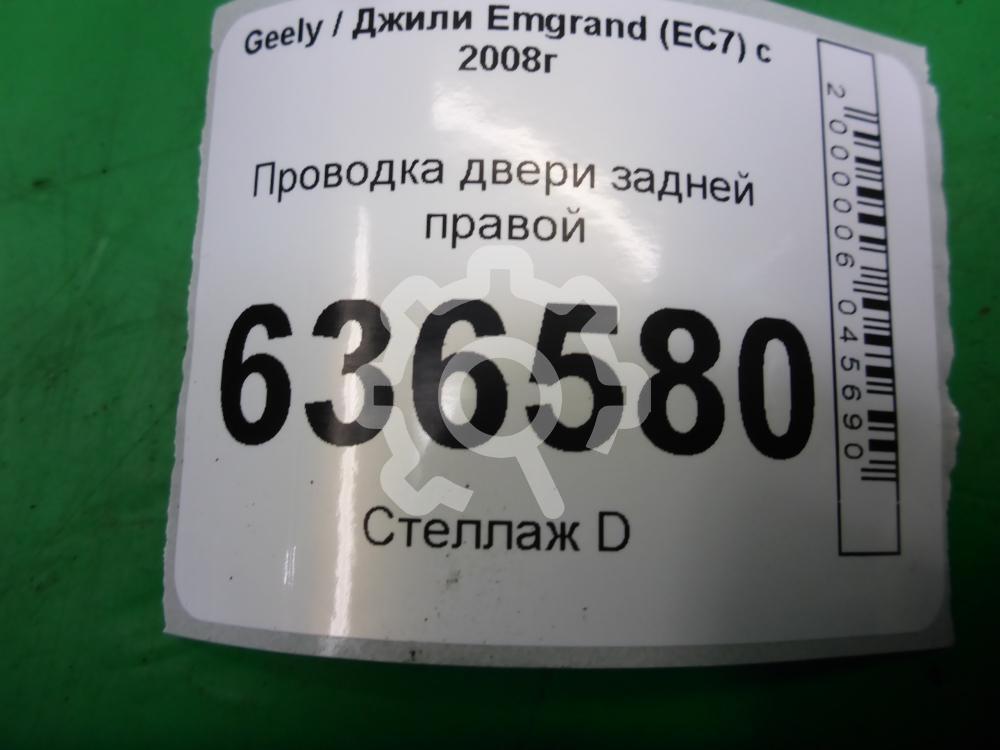 Geely / Джили Emgrand (EC7) с
2008г
Проводка двери задней
правой
636580
Стеллаж D
2000006045690